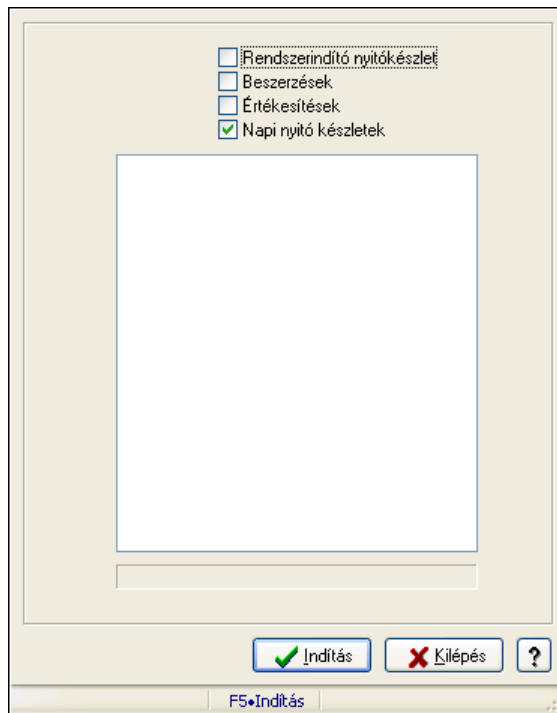 Rendszerindító nyitókészlet
Beszerzések
Értékesítések
Napi nyitó készletek
Indítás Kilépés ?
F5•Indítás